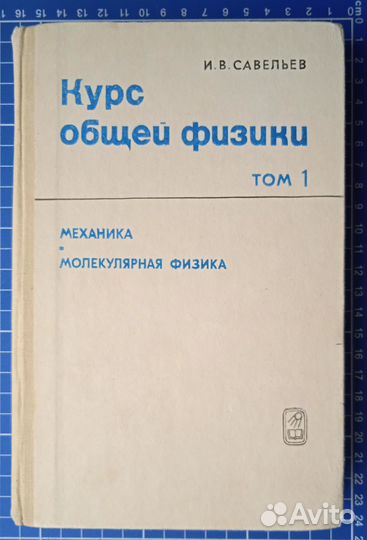 И. В. САВЕЛЬЕВ
Курс
общей физики
ТОМ 1
МЕХАНИКА
МОЛЕКУЛЯРНАЯ ФИЗИКА
Avito